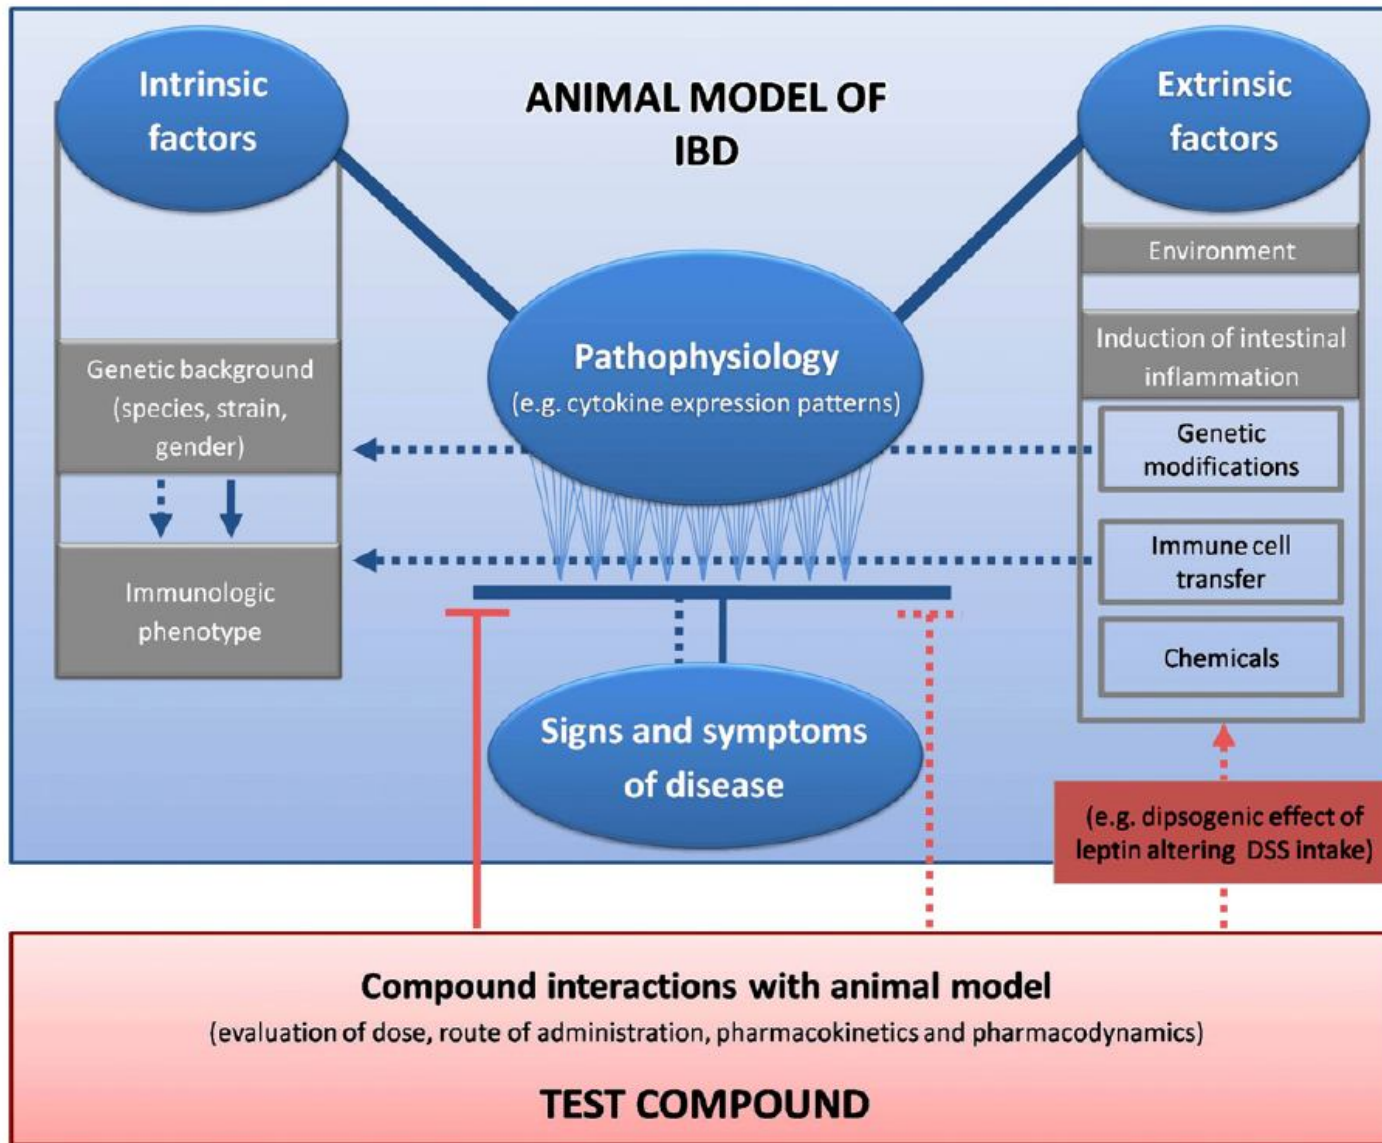 Intrinsic
factors
ANIMAL MODEL OF
IBD
Extrinsic
factors
Environment
Pathophysiology
(e.g. cytokine expression patterns)
Induction of intestinal
inflammation
Genetic background
(species, strain,
gender)
Genetic
modifications
Immunologic
phenotype
Immune cell
transfer
Chemicals
Signs and symptoms
of disease
(e.g. dipsogenic effect of
leptin altering DSS intake)
Compound interactions with animal model
(evaluation of dose, route of administration, pharmacokinetics and pharmacodynamics)
TEST COMPOUND